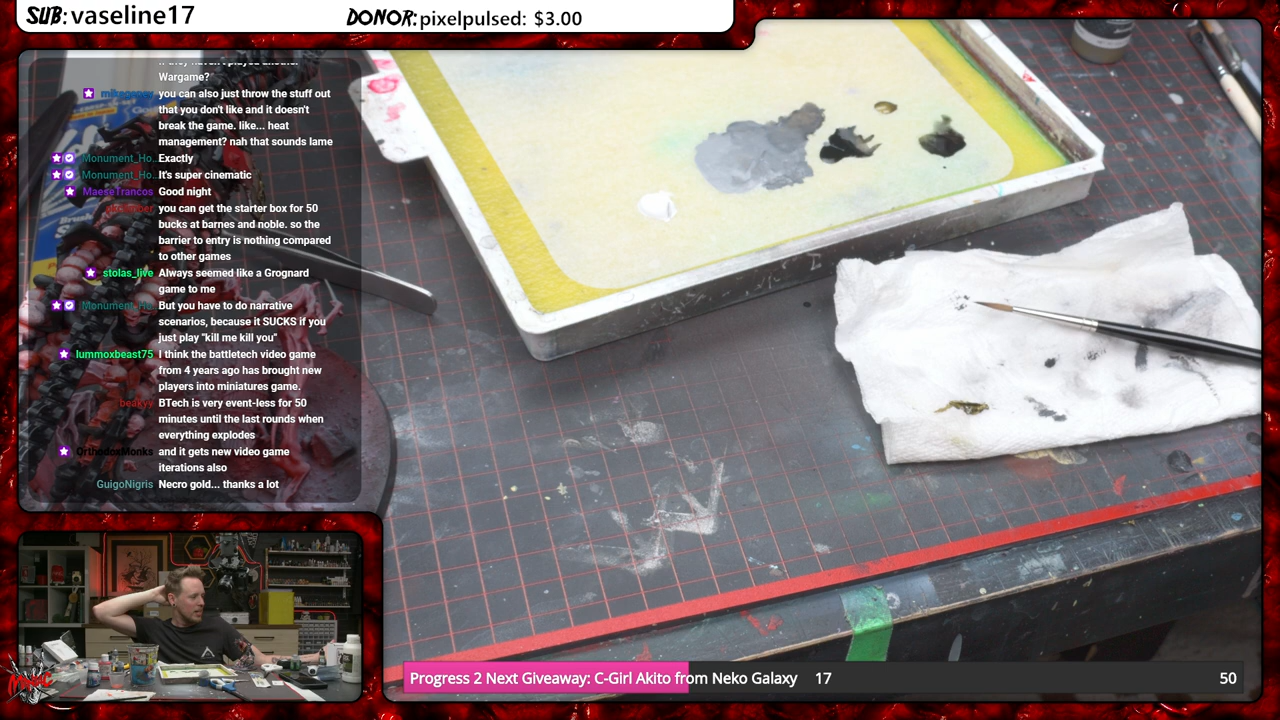 SUB: vaseline17
DONOR: pixelpulsed: $3.00
Wargame?
you can also just throw the stuff out
that you don't like and it doesn't
break the game. like... heat
management? nah that sounds lame
Monument_Ho... Exactly
Monument_Ho... It's super cinematic
MaeseTrancos Good night
you can get the starter box for 50
bucks at barnes and noble. so the
barrier to entry is nothing compared
to other games
stolas_live Always seemed like a Grognard
game to me
Monument_Ho... But you have to do narrative
scenarios, because it SUCKS if you
just play "kill me kill you"
lummoxbeast75 I think the battletech video game
from 4 years ago has brought new
players into miniatures game.
beakyy BTech is very event-less for 50
minutes until the last rounds when
everything explodes
OrthodoxMonks and it gets new video game
iterations also
GuigoNigris Necro gold... thanks a lot
Progress 2 Next Giveaway: C-Girl Akito from Neko Galaxy 17 50